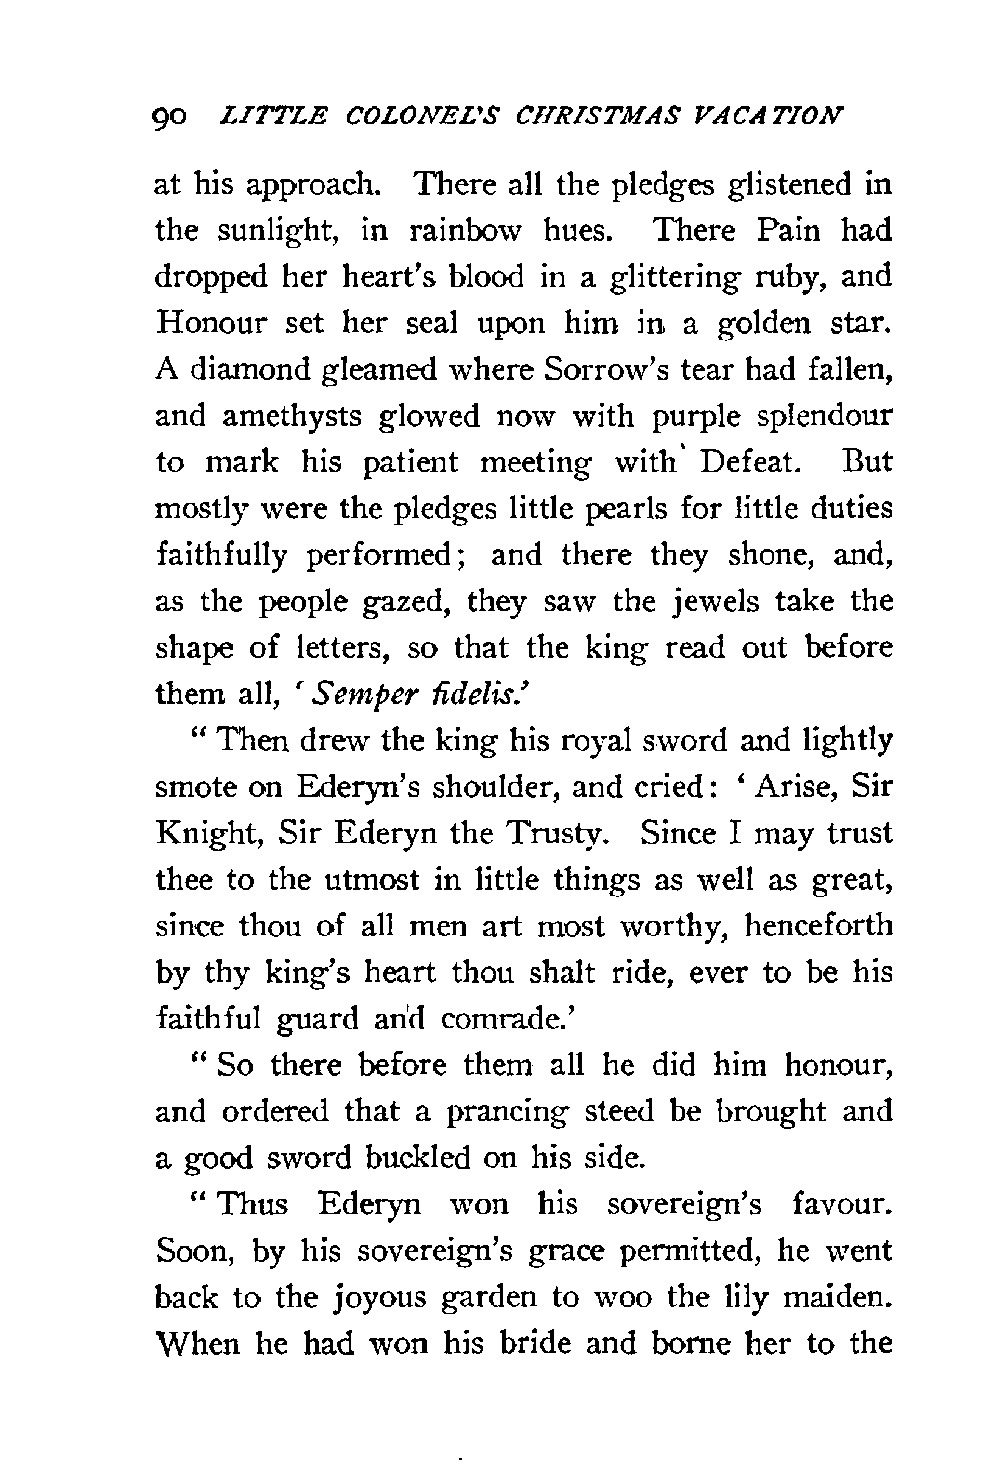 90 LITTLE COLONEL'S CHRISTMAS VACATION
at his approach. There all the pledges glistened in
the sunlight, in rainbow hues. There Pain had
dropped her heart's blood in a glittering ruby, and
Honour set her seal upon him in a golden star.
A diamond gleamed where Sorrow's tear had fallen,
and amethysts glowed now with purple splendour
to mark his patient meeting with Defeat. But
mostly were the pledges little pearls for little duties
faithfully performed; and there they shone, and,
as the people gazed, they saw the jewels take the
shape of letters, so that the king read out before
them all, ‘Semper fidelis.’
“Then drew the king his royal sword and lightly
smote on Ederyn's shoulder, and cried: ‘Arise, Sir
Knight, Sir Ederyn the Trusty. Since I may trust
thee to the utmost in little things as well as great,
since thou of all men art most worthy, henceforth
by thy king's heart thou shalt ride, ever to be his
faithful guard and comrade.’
“So there before them all he did him honour,
and ordered that a prancing steed be brought and
a good sword buckled on his side.
“Thus Ederyn won his sovereign's favour.
Soon, by his sovereign's grace permitted, he went
back to the joyous garden to woo the lily maiden.
When he had won his bride and borne her to the